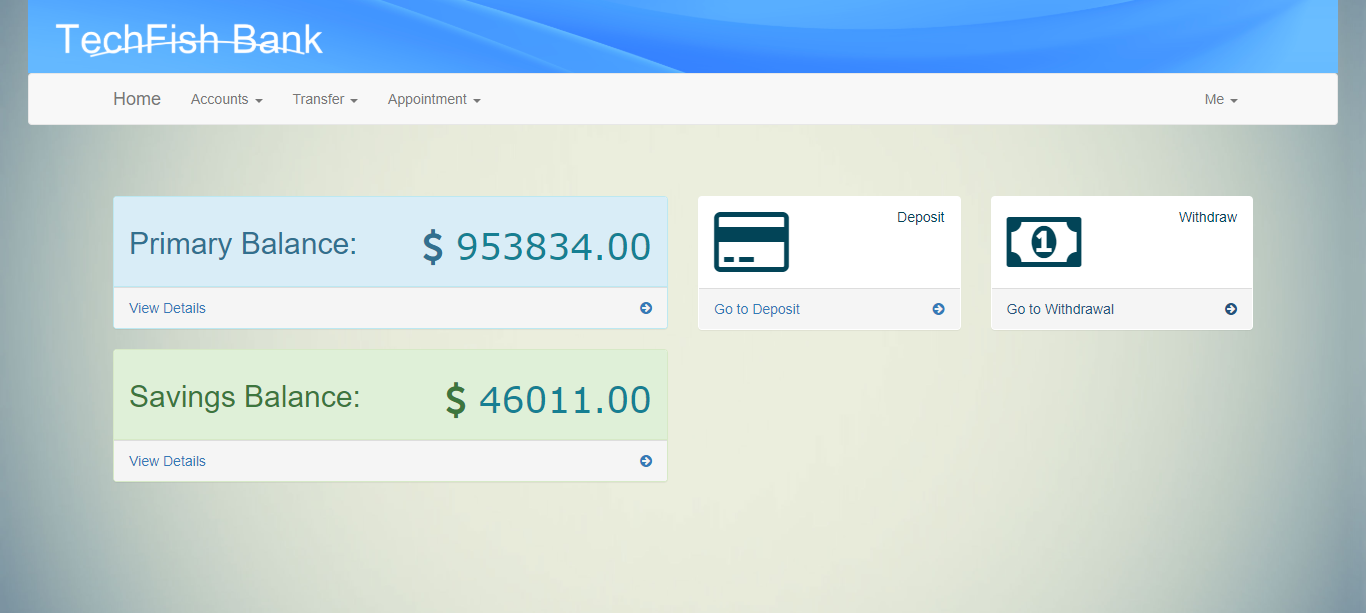 TechFish Bank
Home Accounts Transfer Appointment Me
Primary Balance: $ 953834.00
View Details
Deposit
Go to Deposit
Withdraw
1
Go to Withdrawal
Savings Balance: $ 46011.00
View Details